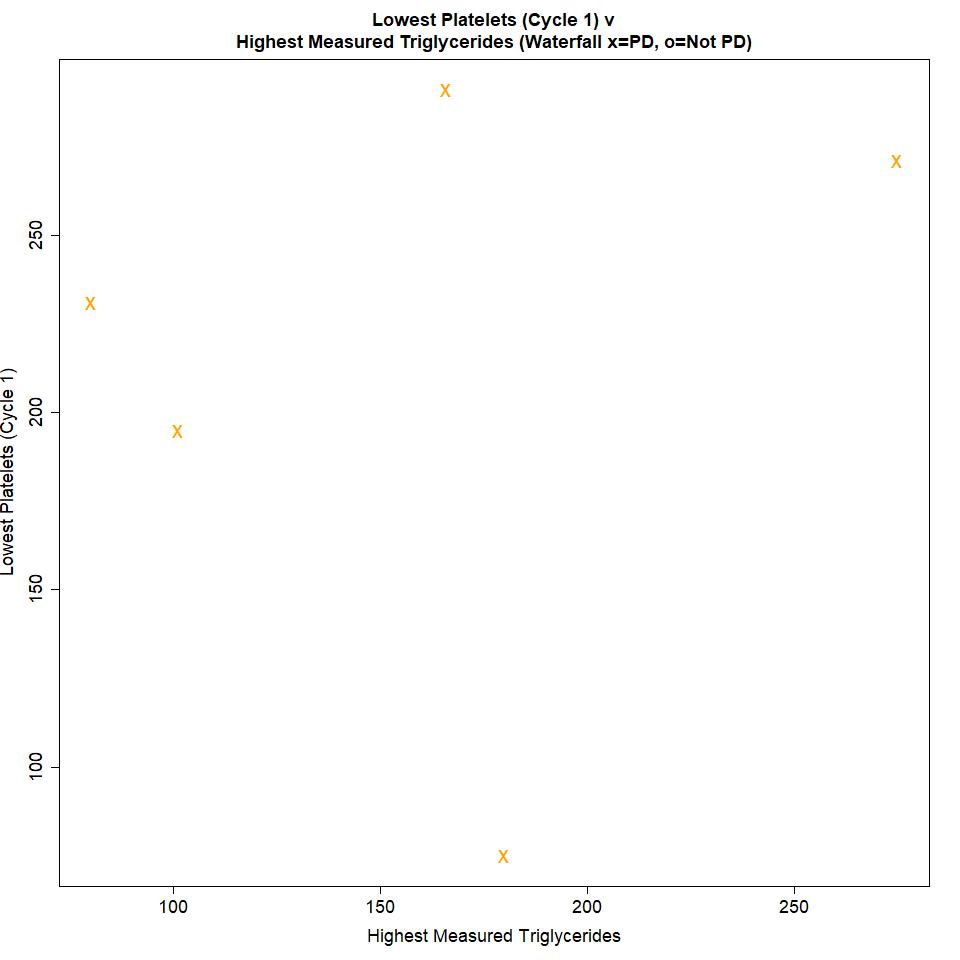 Lowest Platelets (Cycle 1) v
Highest Measured Triglycerides (Waterfall x=PD, o=Not PD)
Lowest Platelets (Cycle 1)
250
200
150
100
X
X
X
X
X
100
150
200
250
Highest Measured Triglycerides